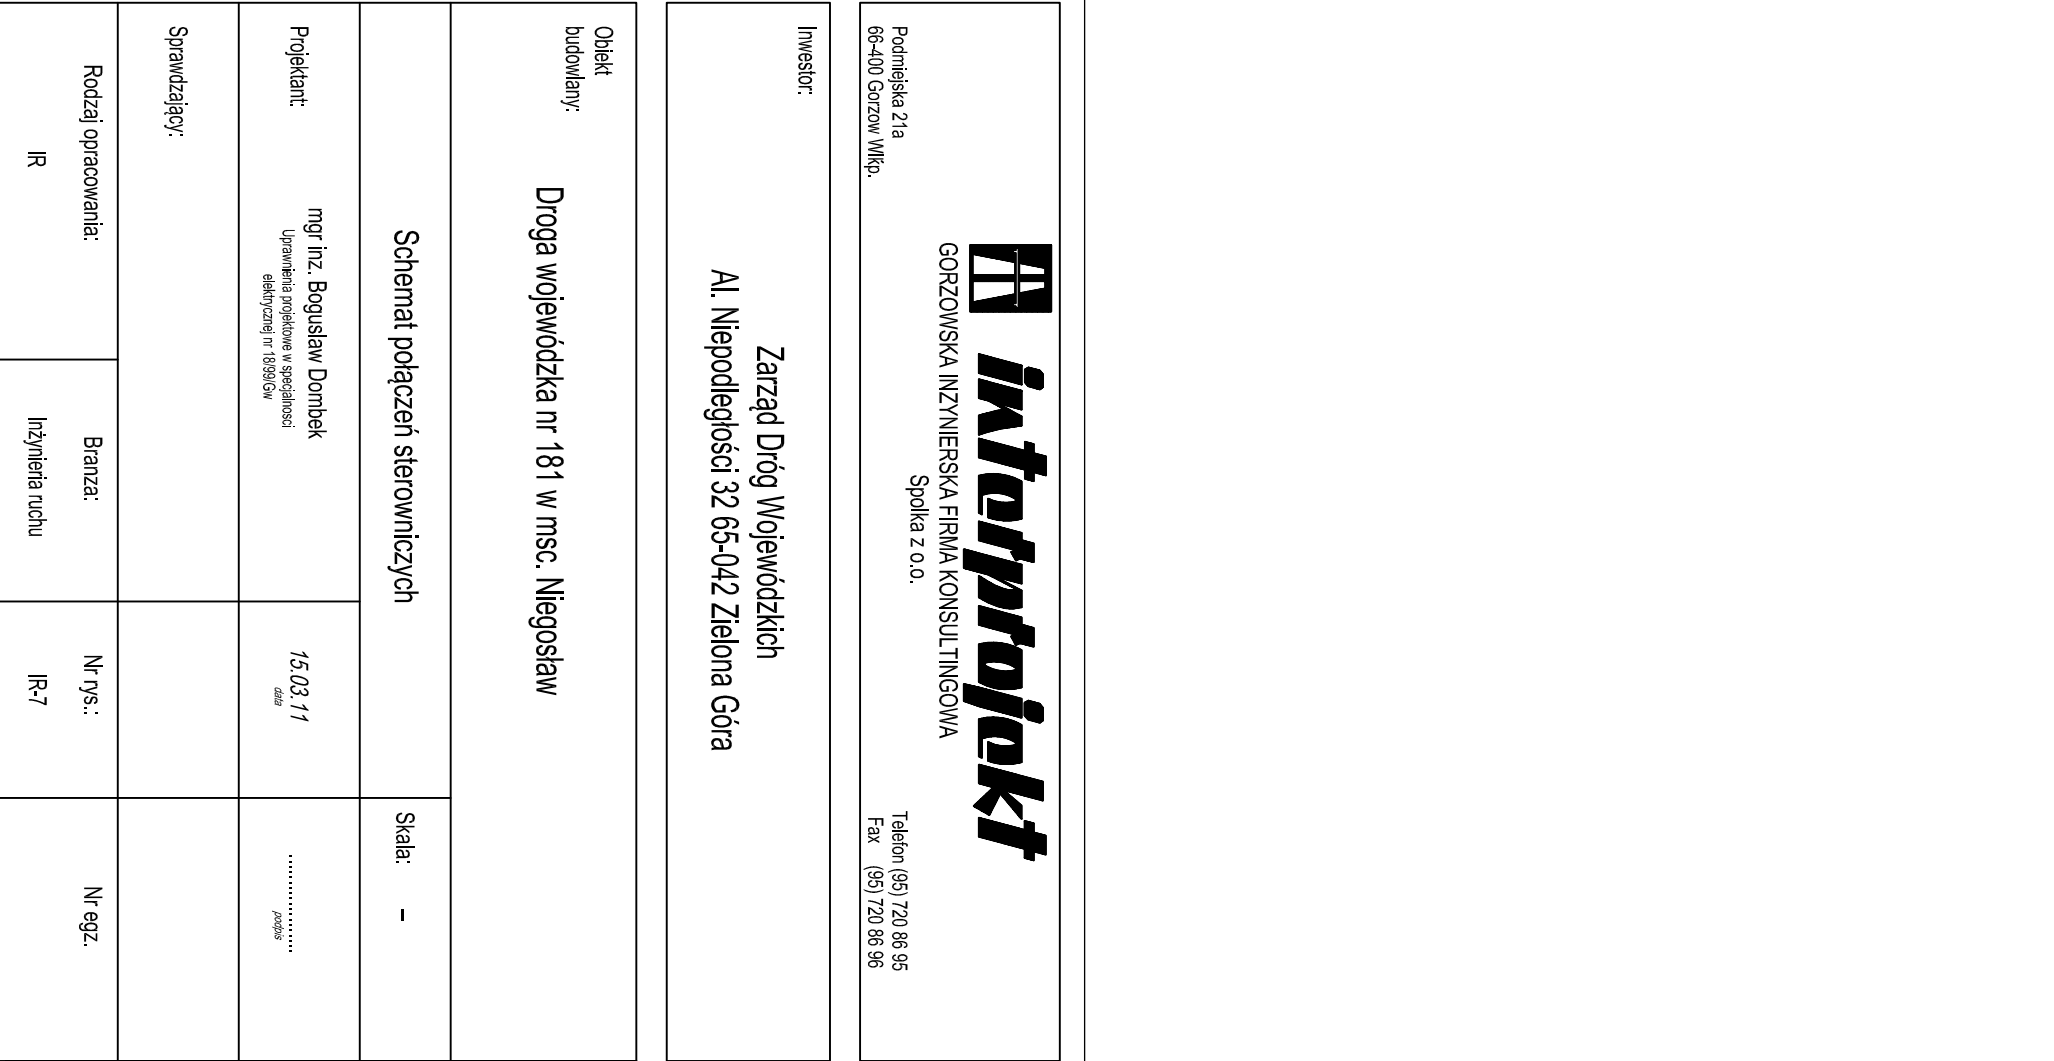 interprojekt
GORZOWSKA INZYNIERSKA FIRMA KONSULTINGOWA
Spolka z o.o.
Podmiejska 21a
66-400 Gorzow Wlkp.
Telefon (95) 720 86 95
Fax (95) 720 86 96
Inwestor:
Zarząd Dróg Wojewódzkich
Al. Niepodległości 32 65-042 Zielona Góra
Obiekt
budowlany:
Droga wojewódzka nr 181 w msc. Niegosław
Schemat połączeń sterowniczych
Skala: –
Projektant:
mgr inz. Boguslaw Dombek
Uprawnienia projektowe w specjalnosci
elektrycznej nr 18/99/Gw
15.03.11
data
................
podpis
Sprawdzający:
Rodzaj opracowania:
IR
Branza:
Inżynieria ruchu
Nr rys.:
IR-7
Nr egz.